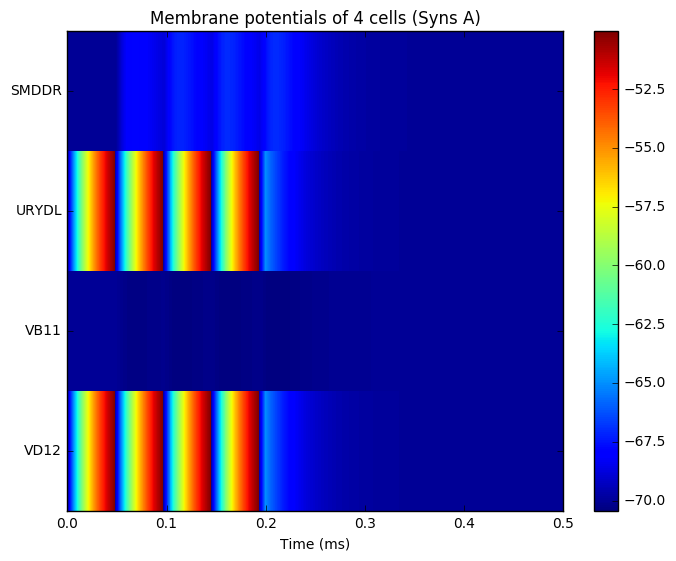 Membrane potentials of 4 cells (Syns A)
SMDDR
URYDL
VB11
VD12
0.0 0.1 0.2 0.3 0.4 0.5
Time (ms)
−52.5
−55.0
−57.5
−60.0
−62.5
−65.0
−67.5
−70.0